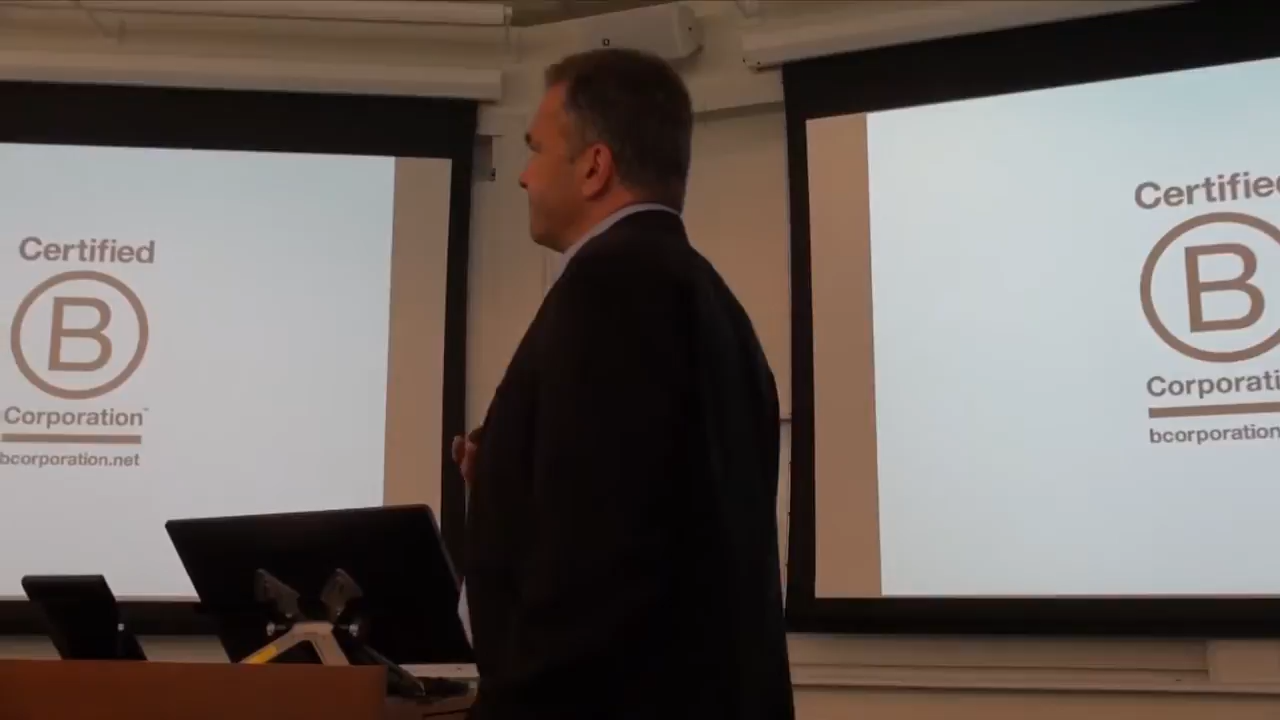 Certified
B
Corporation
bcorporation.net
Certifie
B
Corporati
bcorporation